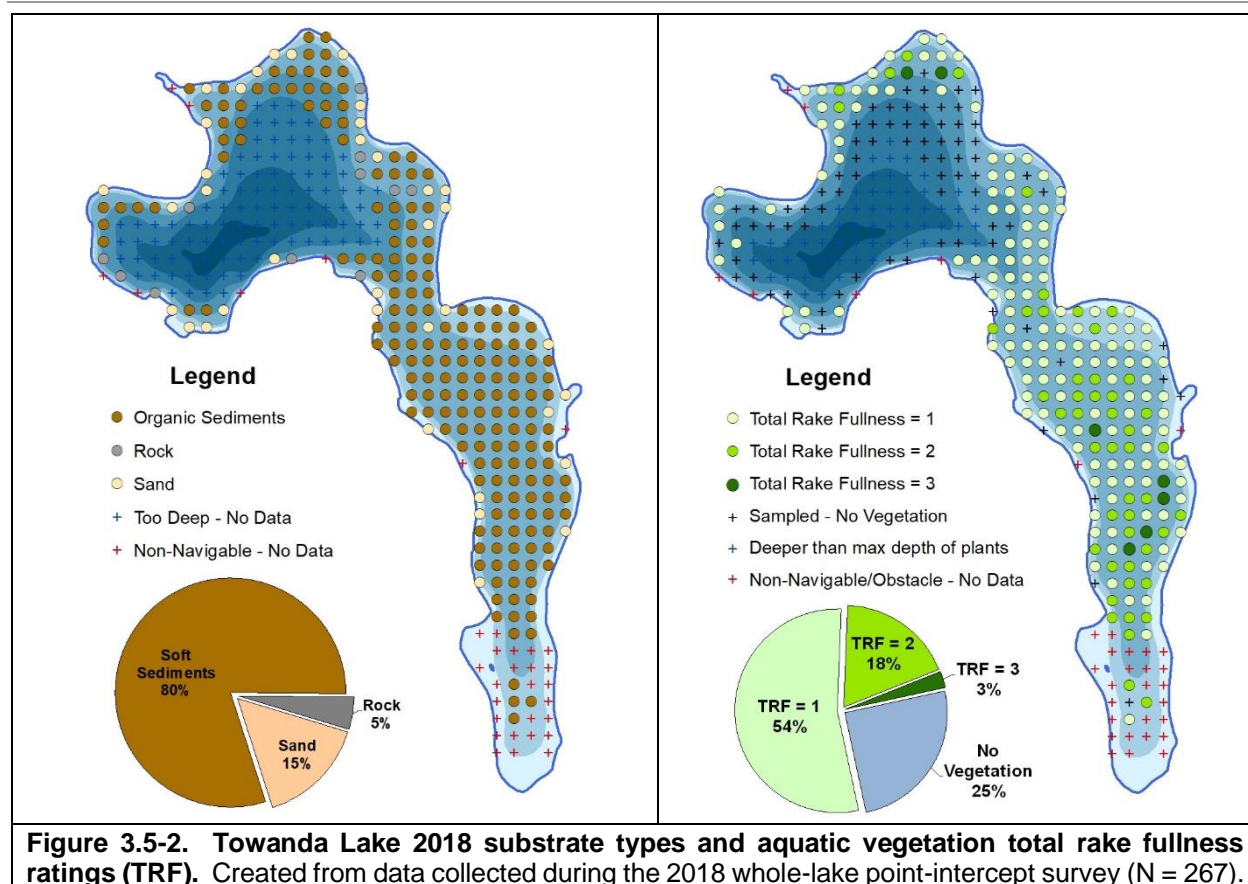 Legend
Organic Sediments
Rock
Sand
Too Deep - No Data
Non-Navigable - No Data
Soft
Sediments
80%
Rock
5%
Sand
15%
Legend
Total Rake Fullness = 1
Total Rake Fullness = 2
Total Rake Fullness = 3
Sampled - No Vegetation
Deeper than max depth of plants
Non-Navigable/Obstacle - No Data
TRF = 2
18%
TRF = 3
3%
TRF = 1
54%
No
Vegetation
25%
Figure 3.5-2. Towanda Lake 2018 substrate types and aquatic vegetation total rake fullness
ratings (TRF). Created from data collected during the 2018 whole-lake point-intercept survey (N = 267).